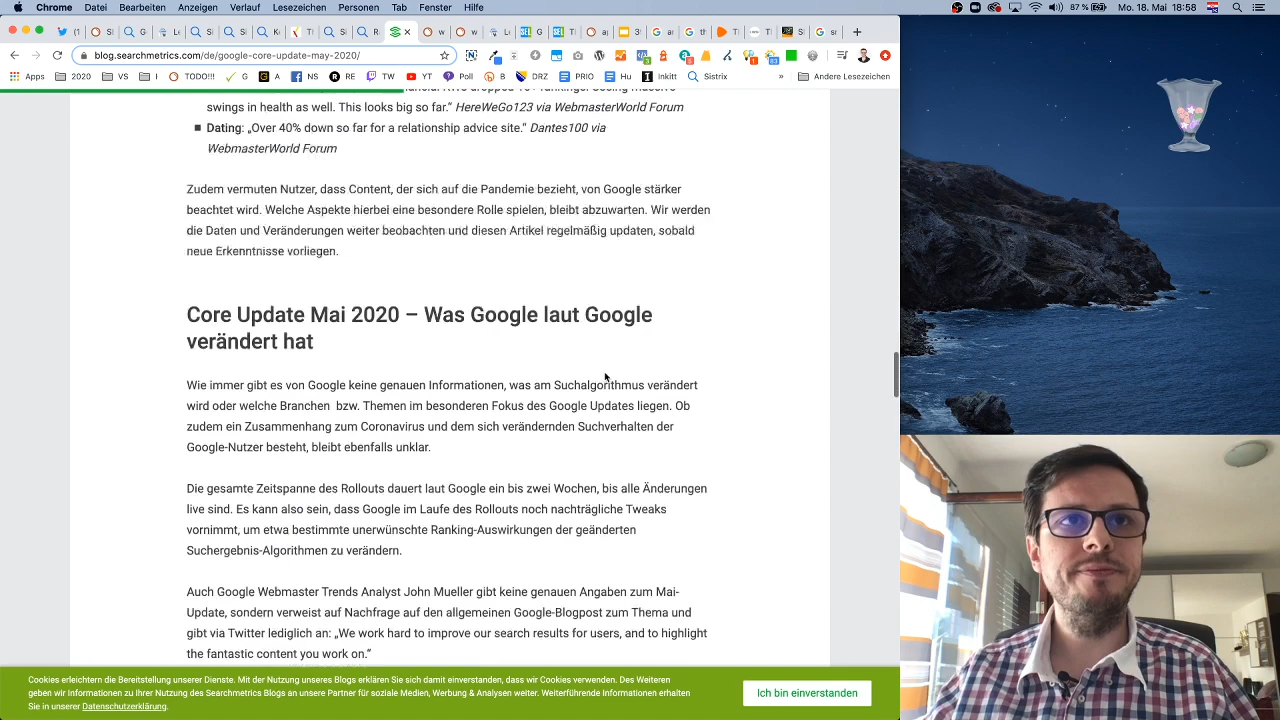 Chrome Datei Bearbeiten Anzeigen Verlauf Lesezeichen Personen Tab Fenster Hilfe
87 % Mo. 18. Mai 18:58
blog.searchmetrics.com/de/google-core-update-may-2020/
Apps 2020 VS I TODO!!! G A NS RE TW YT Poll B DRZ PRIO Hu Inkitt Sistrix » Andere Lesezeichen
swings in health as well. This looks big so far.“ HereWeGo123 via WebmasterWorld Forum
Dating: „Over 40% down so far for a relationship advice site.“ Dantes100 via
WebmasterWorld Forum
Zudem vermuten Nutzer, dass Content, der sich auf die Pandemie bezieht, von Google stärker
beachtet wird. Welche Aspekte hierbei eine besondere Rolle spielen, bleibt abzuwarten. Wir werden
die Daten und Veränderungen weiter beobachten und diesen Artikel regelmäßig updaten, sobald
neue Erkenntnisse vorliegen.
Core Update Mai 2020 – Was Google laut Google
verändert hat
Wie immer gibt es von Google keine genauen Informationen, was am Suchalgorithmus verändert
wird oder welche Branchen bzw. Themen im besonderen Fokus des Google Updates liegen. Ob
zudem ein Zusammenhang zum Coronavirus und dem sich verändernden Suchverhalten der
Google-Nutzer besteht, bleibt ebenfalls unklar.
Die gesamte Zeitspanne des Rollouts dauert laut Google ein bis zwei Wochen, bis alle Änderungen
live sind. Es kann also sein, dass Google im Laufe des Rollouts noch nachträgliche Tweaks
vornimmt, um etwa bestimmte unerwünschte Ranking-Auswirkungen der geänderten
Suchergebnis-Algorithmen zu verändern.
Auch Google Webmaster Trends Analyst John Mueller gibt keine genauen Angaben zum Mai-
Update, sondern verweist auf Nachfrage auf den allgemeinen Google-Blogpost zum Thema und
gibt via Twitter lediglich an: „We work hard to improve our search results for users, and to highlight
the fantastic content you work on.“
Cookies erleichtern die Bereitstellung unserer Dienste. Mit der Nutzung unseres Blogs erklären Sie sich damit einverstanden, dass wir Cookies verwenden. Des Weiteren
geben wir Informationen zu Ihrer Nutzung des Searchmetrics Blogs an unsere Partner für soziale Medien, Werbung & Analysen weiter. Weiterführende Informationen erhalten
Sie in unserer Datenschutzerklärung.
Ich bin einverstanden